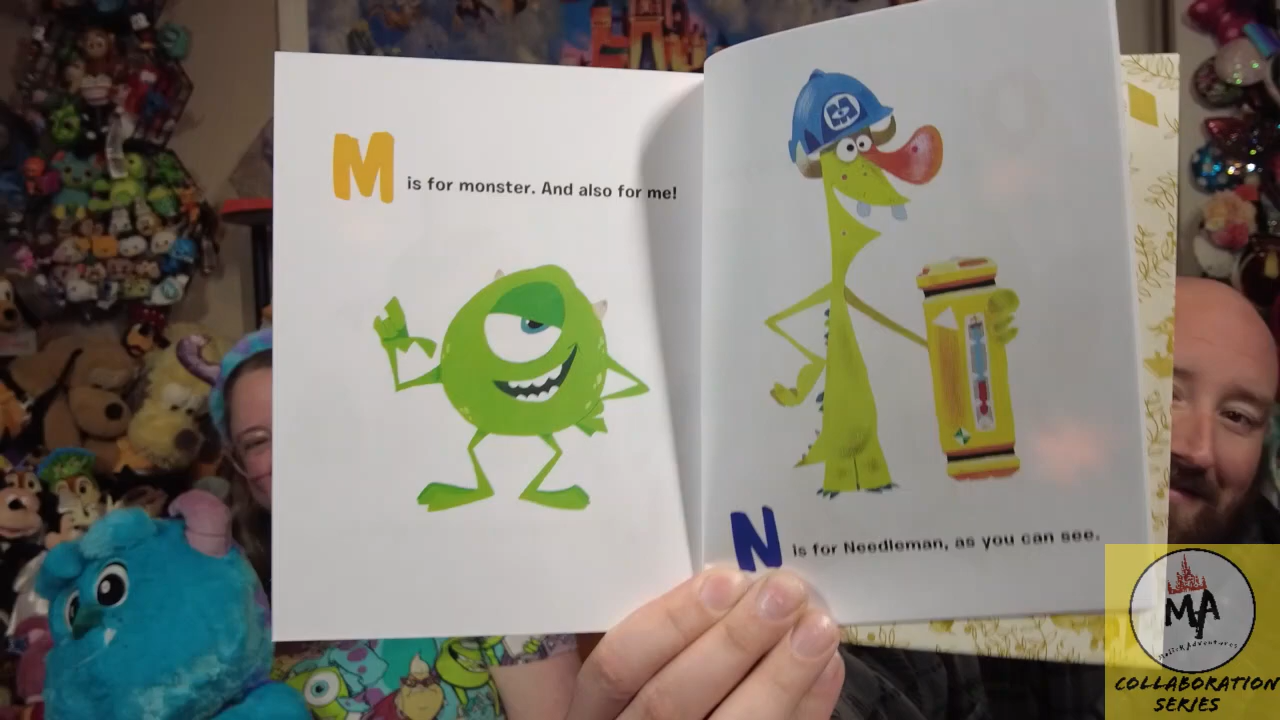 M is for monster. And also for me!
N is for Needleman, as you can see.
MA
COLLABORATION
SERIES